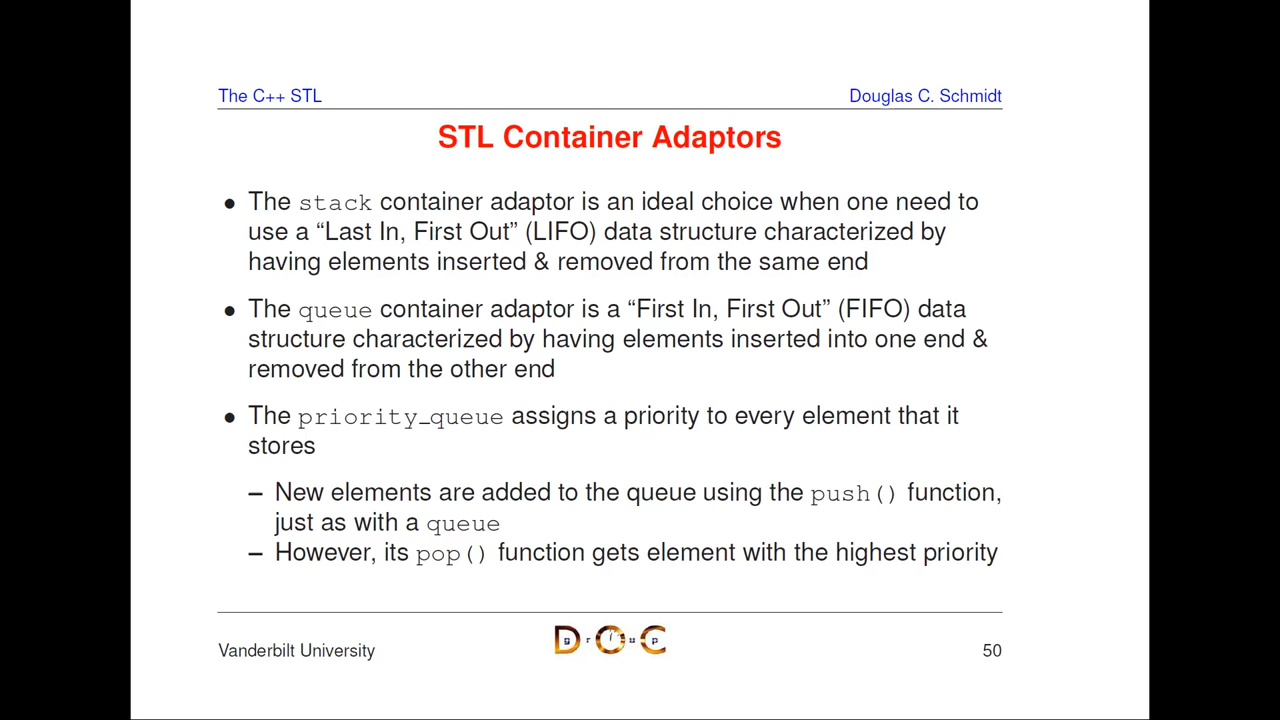 The C++ STL
Douglas C. Schmidt
STL Container Adaptors
• The stack container adaptor is an ideal choice when one need to
use a “Last In, First Out” (LIFO) data structure characterized by
having elements inserted & removed from the same end
• The queue container adaptor is a “First In, First Out” (FIFO) data
structure characterized by having elements inserted into one end &
removed from the other end
• The priority_queue assigns a priority to every element that it
stores
– New elements are added to the queue using the push() function,
just as with a queue
– However, its pop() function gets element with the highest priority
Vanderbilt University
D O C
g r o u p
50